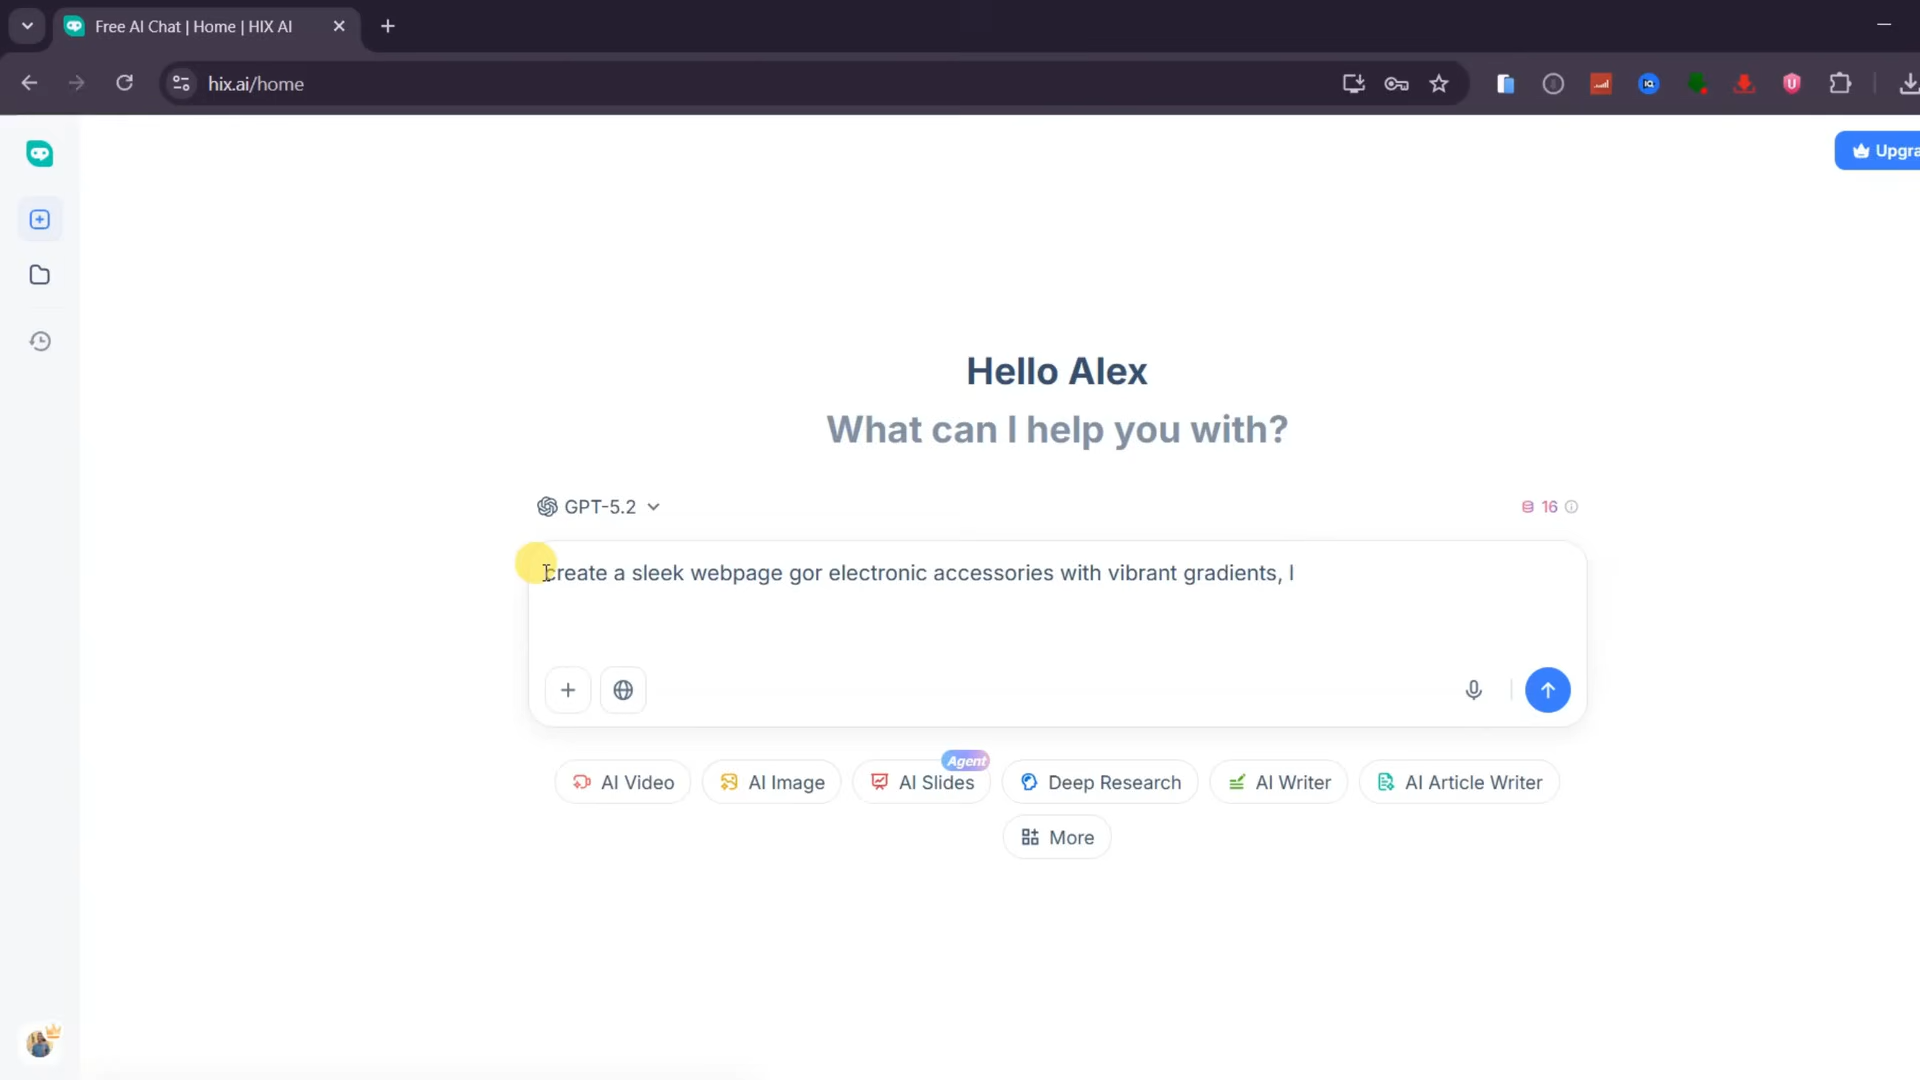 Free AI Chat | Home | HIX AI
hix.ai/home
Upgra
Hello Alex
What can I help you with?
GPT-5.2
16
create a sleek webpage gor electronic accessories with vibrant gradients, l
Agent
AI Video
AI Image
AI Slides
Deep Research
AI Writer
AI Article Writer
More